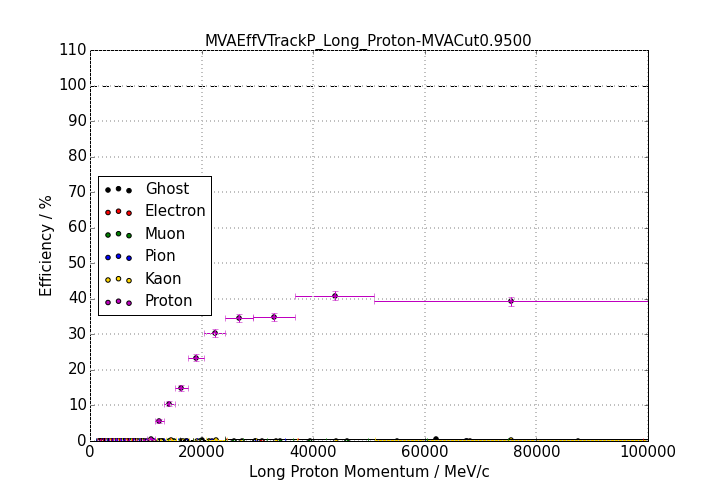 MVAEffVTrackP_Long_Proton-MVACut0.9500
110
100
90
80
70
60
50
40
30
20
10
0
Efficiency / %
Ghost
Electron
Muon
Pion
Kaon
Proton
0 20000 40000 60000 80000 100000
Long Proton Momentum / MeV/c